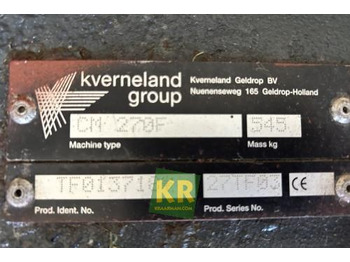 kverneland
group
Kverneland Geldrop BV
Nuenenseweg 165 Geldrop-Holland
CM 270F
545
Machine type
Mass kg
27TF03
CE
KR
Prod. Ident. No.
Prod. Series No.